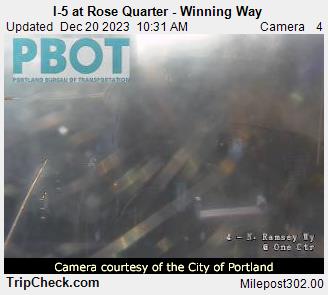 I-5 at Rose Quarter - Winning Way
Updated Dec 20 2023 10:31 AM Camera 4
PBOT
PORTLAND BUREAU OF TRANSPORTATION
4 - N. Ramsey Wy
@ One Ctr
Camera courtesy of the City of Portland
TripCheck.com Milepost302.00